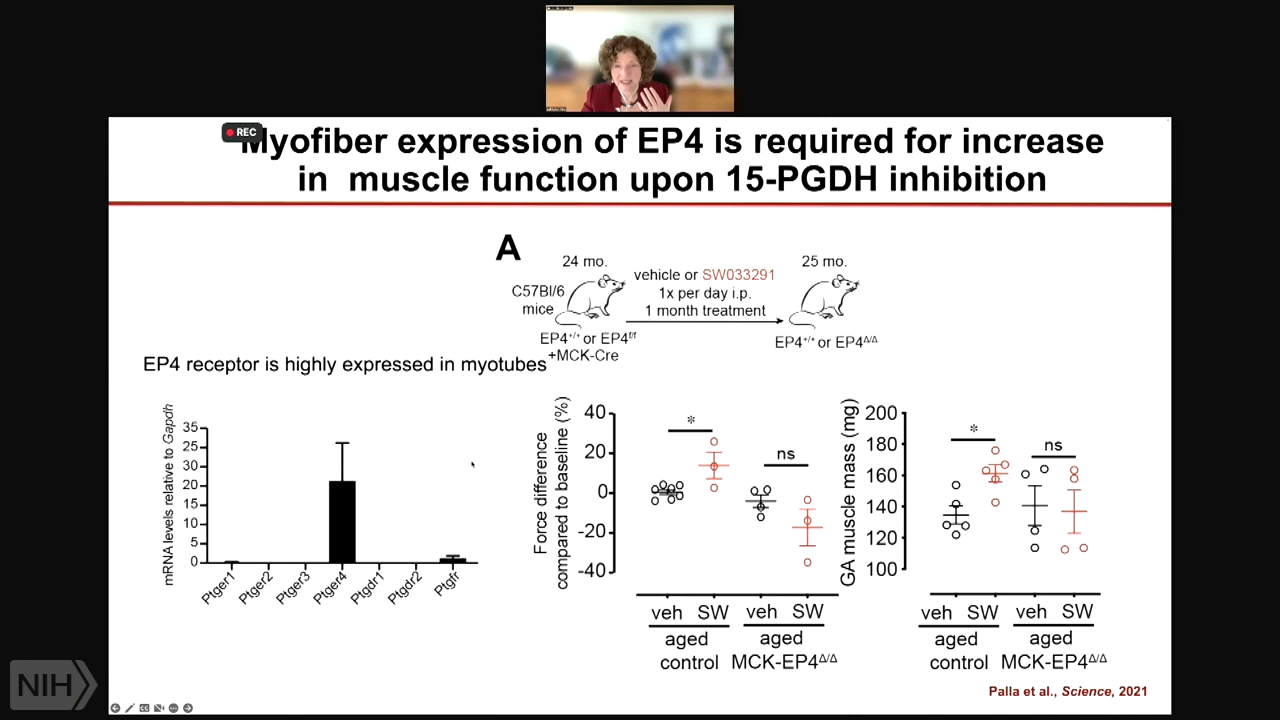 REC
Myofiber expression of EP4 is required for increase
in muscle function upon 15-PGDH inhibition
A
24 mo.
25 mo.
vehicle or SW033291
C57Bl/6
mice
1x per day i.p.
1 month treatment
EP4+/+ or EP4f/f
+MCK-Cre
EP4+/+ or EP4Δ/Δ
EP4 receptor is highly expressed in myotubes
mRNA levels relative to Gapdh
35
30
25
20
15
10
5
0
Ptger1
Ptger2
Ptger3
Ptger4
Ptgdr1
Ptgdr2
Ptgfr
Force difference
compared to baseline (%)
40
20
0
-20
-40
*
ns
veh SW veh SW
aged
control
aged
MCK-EP4Δ/Δ
GA muscle mass (mg)
200
180
160
140
120
100
*
ns
veh SW veh SW
aged
control
aged
MCK-EP4Δ/Δ
Palla et al., Science, 2021
NIH